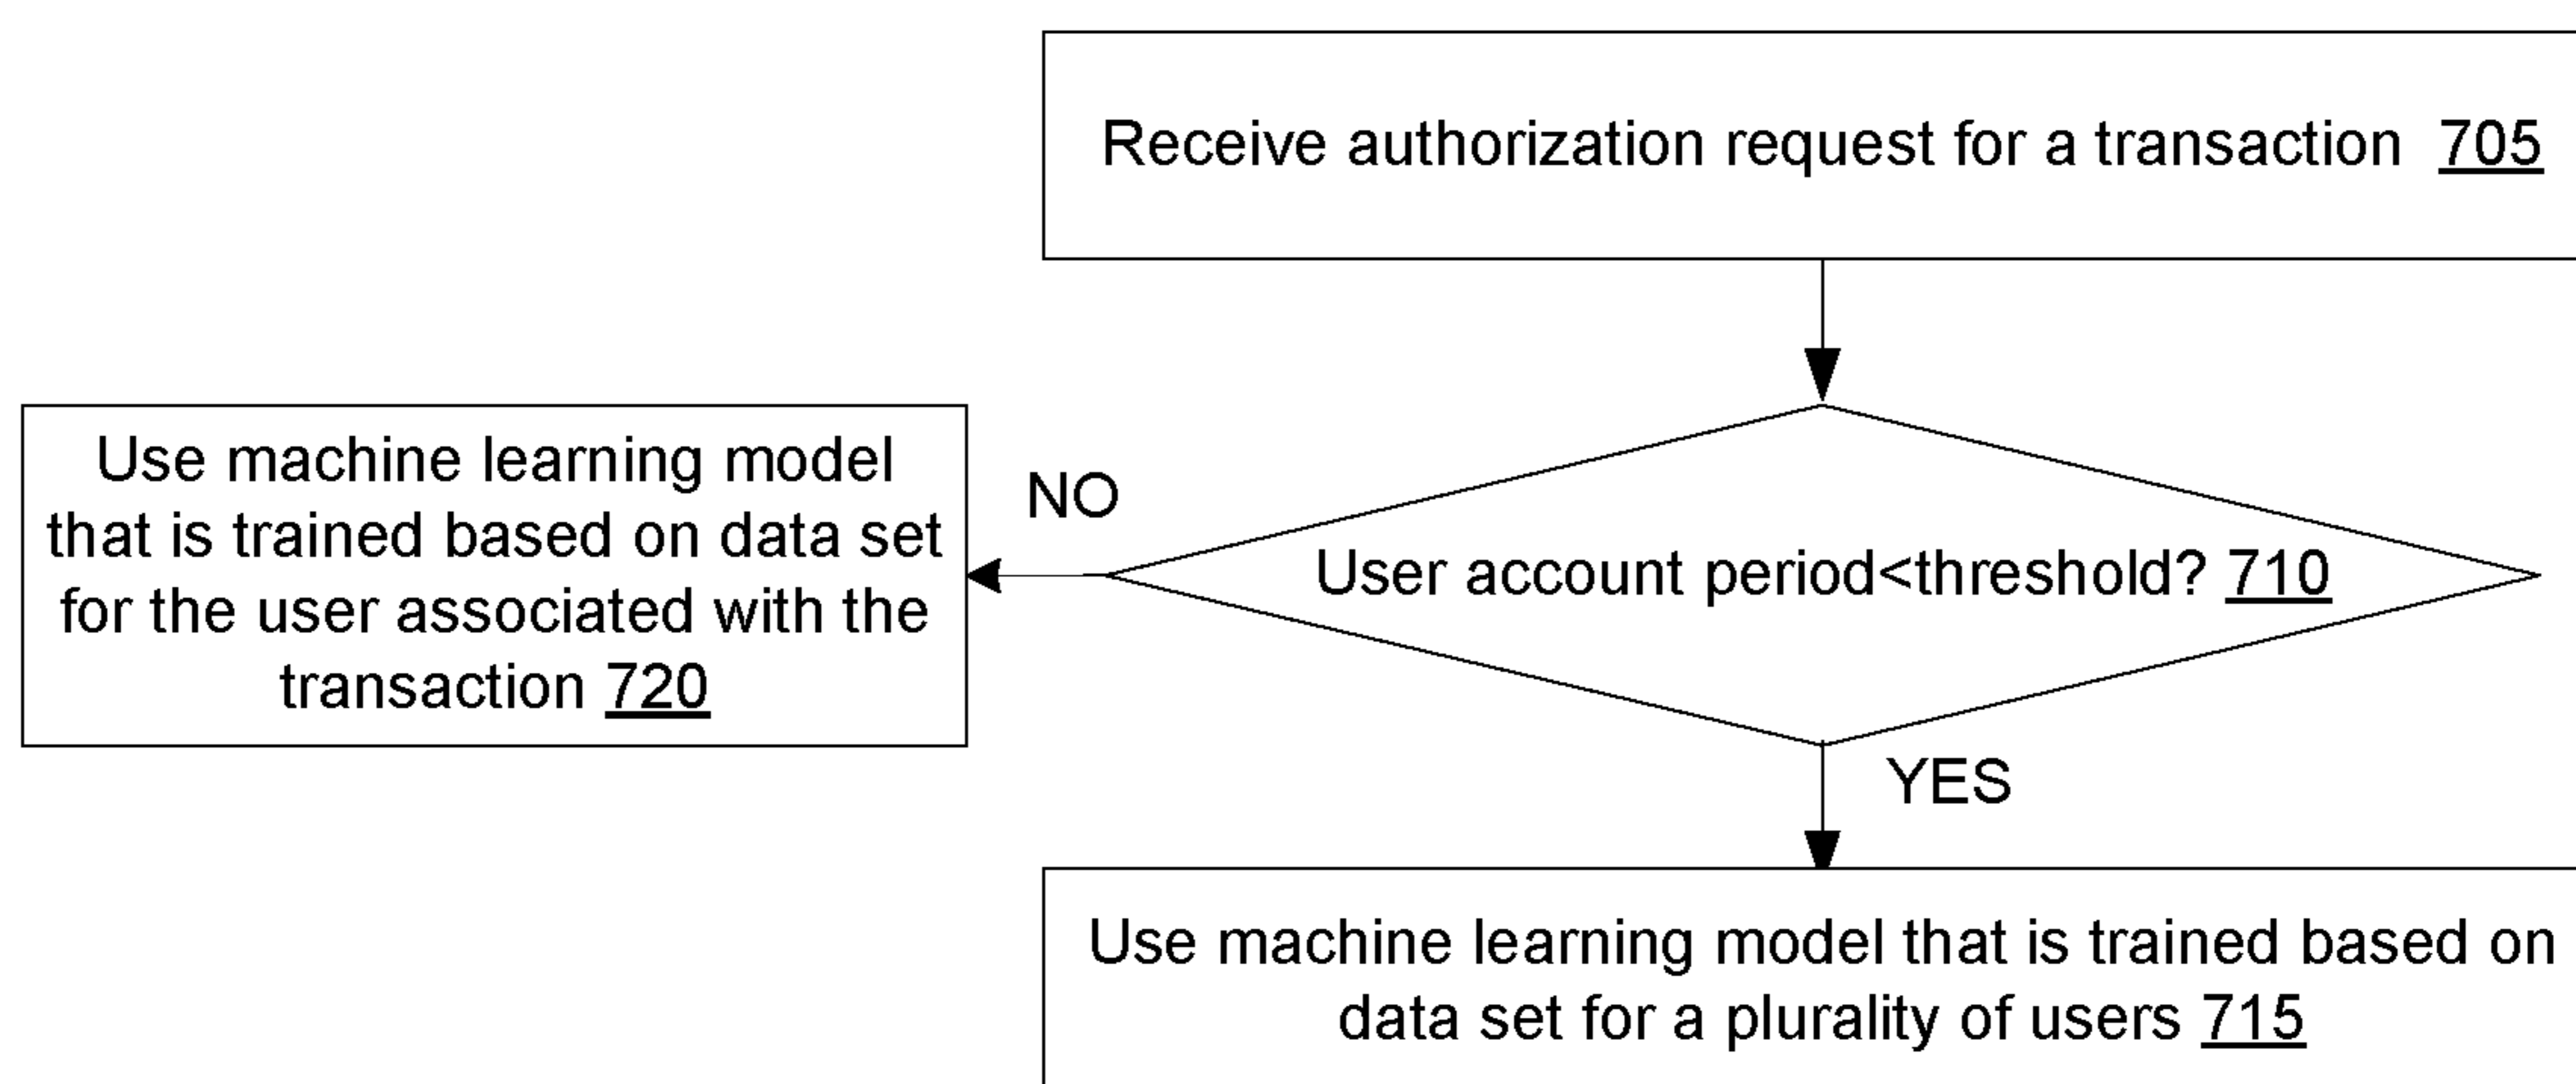 Receive authorization request for a transaction 705
User account period<threshold? 710
NO
Use machine learning model
that is trained based on data set
for the user associated with the
transaction 720
YES
Use machine learning model that is trained based on
data set for a plurality of users 715